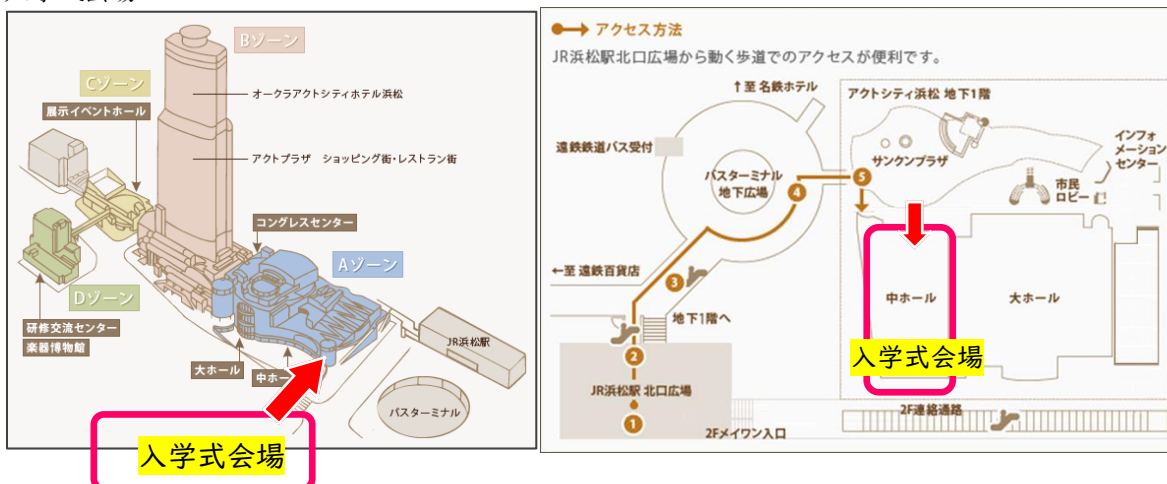 Bゾーン
Cゾーン
展示イベントホール
オークラアクトシティホテル浜松
アクトプラザ ショッピング街・レストラン街
コングレスセンター
Aゾーン
Dゾーン
研修交流センター
楽器博物館
大ホール
中ホー
JR浜松駅
バスターミナル
入学式会場
アクセス方法
JR浜松駅北口広場から動く歩道でのアクセスが便利です。
↑至 名鉄ホテル
アクトシティ浜松 地下1階
遠鉄鉄道バス受付
バスターミナル
地下広場
4
5
サンクンプラザ
インフォ
メーション
センター
市民
ロビー
←至 遠鉄百貨店
3
地下1階へ
中ホール
大ホール
入学式会場
2
JR浜松駅 北口広場
1
2F連絡通路
2Fメイワン入口